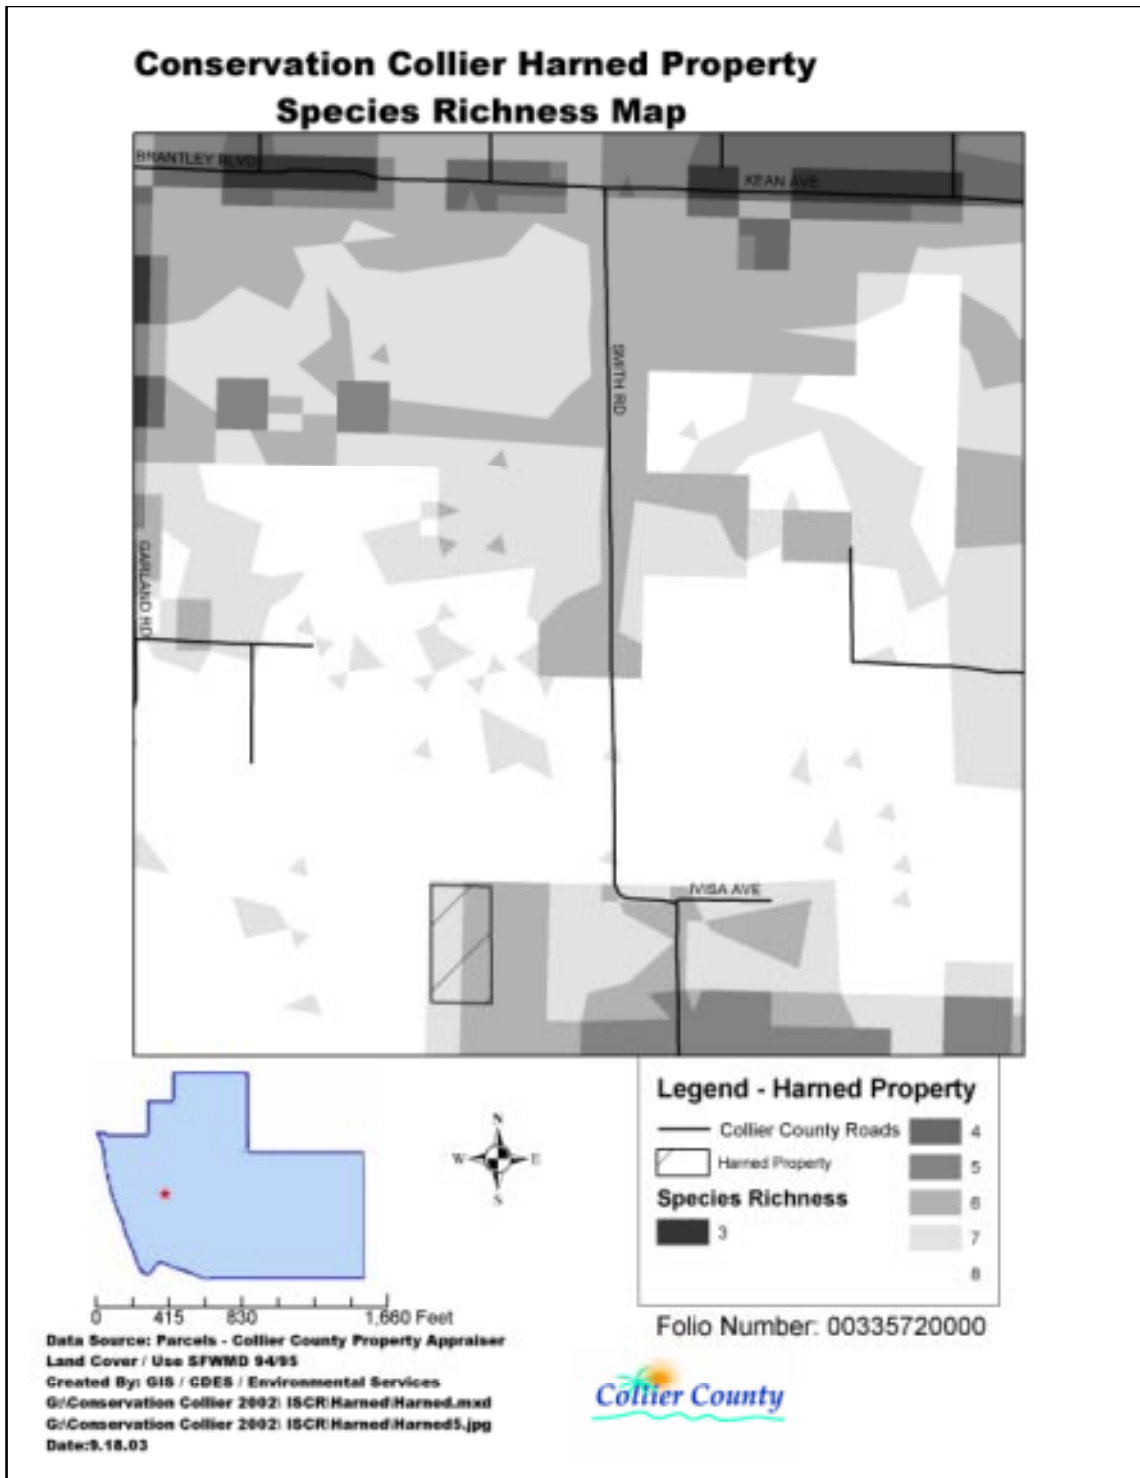 Conservation Collier Harned Property
Species Richness Map
BRANTLEY BLVD
KEAN AVE
SMITH RD
GARLAND RD
IVISA AVE
Legend - Harned Property
Collier County Roads
Harned Property
Species Richness
3
4
5
6
7
8
N
W E
S
0 415 830 1,660 Feet
Folio Number: 00335720000
Data Source: Parcels - Collier County Property Appraiser
Land Cover / Use SFWMD 94/95
Created By: GIS / CDES / Environmental Services
G:\Conservation Collier 2002\ ISCR\Harned\Harned.mxd
G:\Conservation Collier 2002\ ISCR\Harned\Harned5.jpg
Date:9.18.03
Collier County